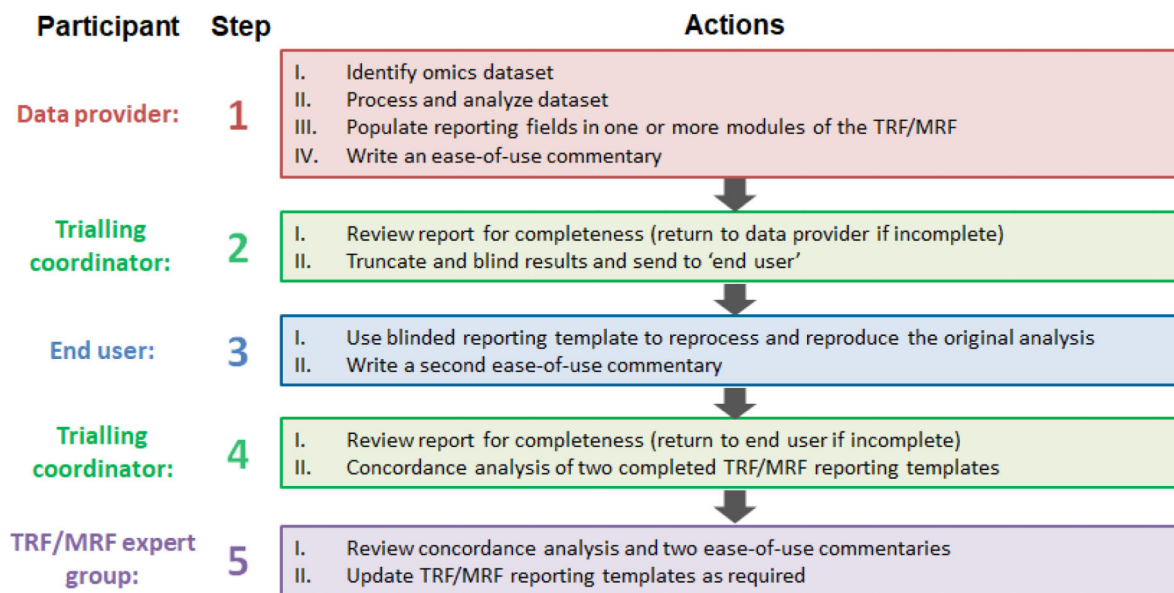 Participant Step Actions
Data provider: 1
I. Identify omics dataset
II. Process and analyze dataset
III. Populate reporting fields in one or more modules of the TRF/MRF
IV. Write an ease-of-use commentary
Trialling
coordinator: 2
I. Review report for completeness (return to data provider if incomplete)
II. Truncate and blind results and send to ‘end user’
End user: 3
I. Use blinded reporting template to reprocess and reproduce the original analysis
II. Write a second ease-of-use commentary
Trialling
coordinator: 4
I. Review report for completeness (return to end user if incomplete)
II. Concordance analysis of two completed TRF/MRF reporting templates
TRF/MRF expert
group: 5
I. Review concordance analysis and two ease-of-use commentaries
II. Update TRF/MRF reporting templates as required